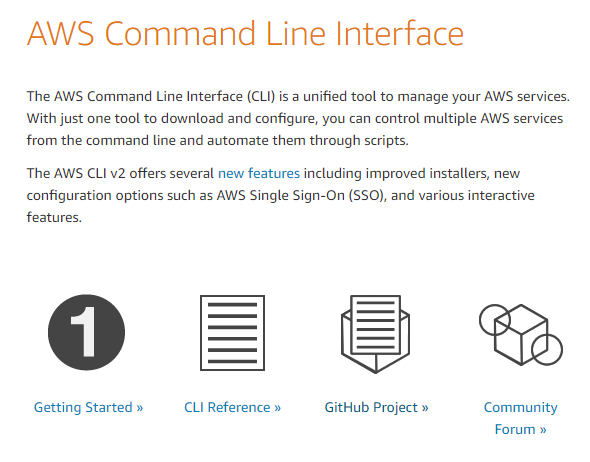 AWS Command Line Interface
The AWS Command Line Interface (CLI) is a unified tool to manage your AWS services.
With just one tool to download and configure, you can control multiple AWS services
from the command line and automate them through scripts.
The AWS CLI v2 offers several new features including improved installers, new
configuration options such as AWS Single Sign-On (SSO), and various interactive
features.
1
Getting Started »
CLI Reference »
GitHub Project »
Community
Forum »